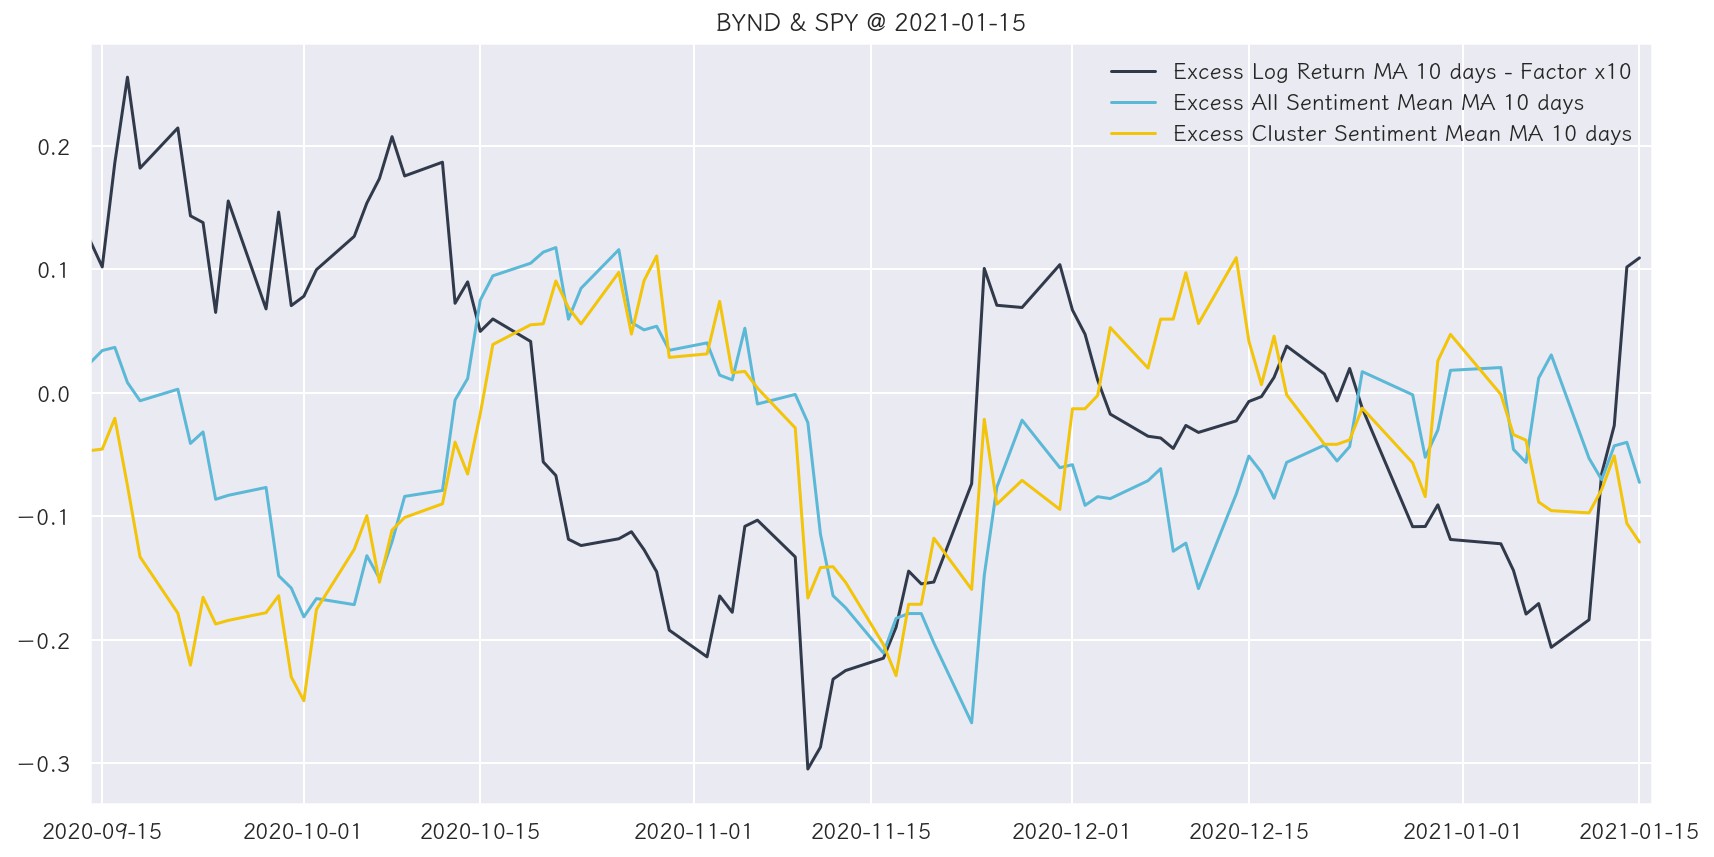 BYND & SPY @ 2021-01-15
Excess Log Return MA 10 days - Factor x10
Excess All Sentiment Mean MA 10 days
Excess Cluster Sentiment Mean MA 10 days
0.2
0.1
0.0
−0.1
−0.2
−0.3
2020-09-15 2020-10-01 2020-10-15 2020-11-01 2020-11-15 2020-12-01 2020-12-15 2021-01-01 2021-01-15